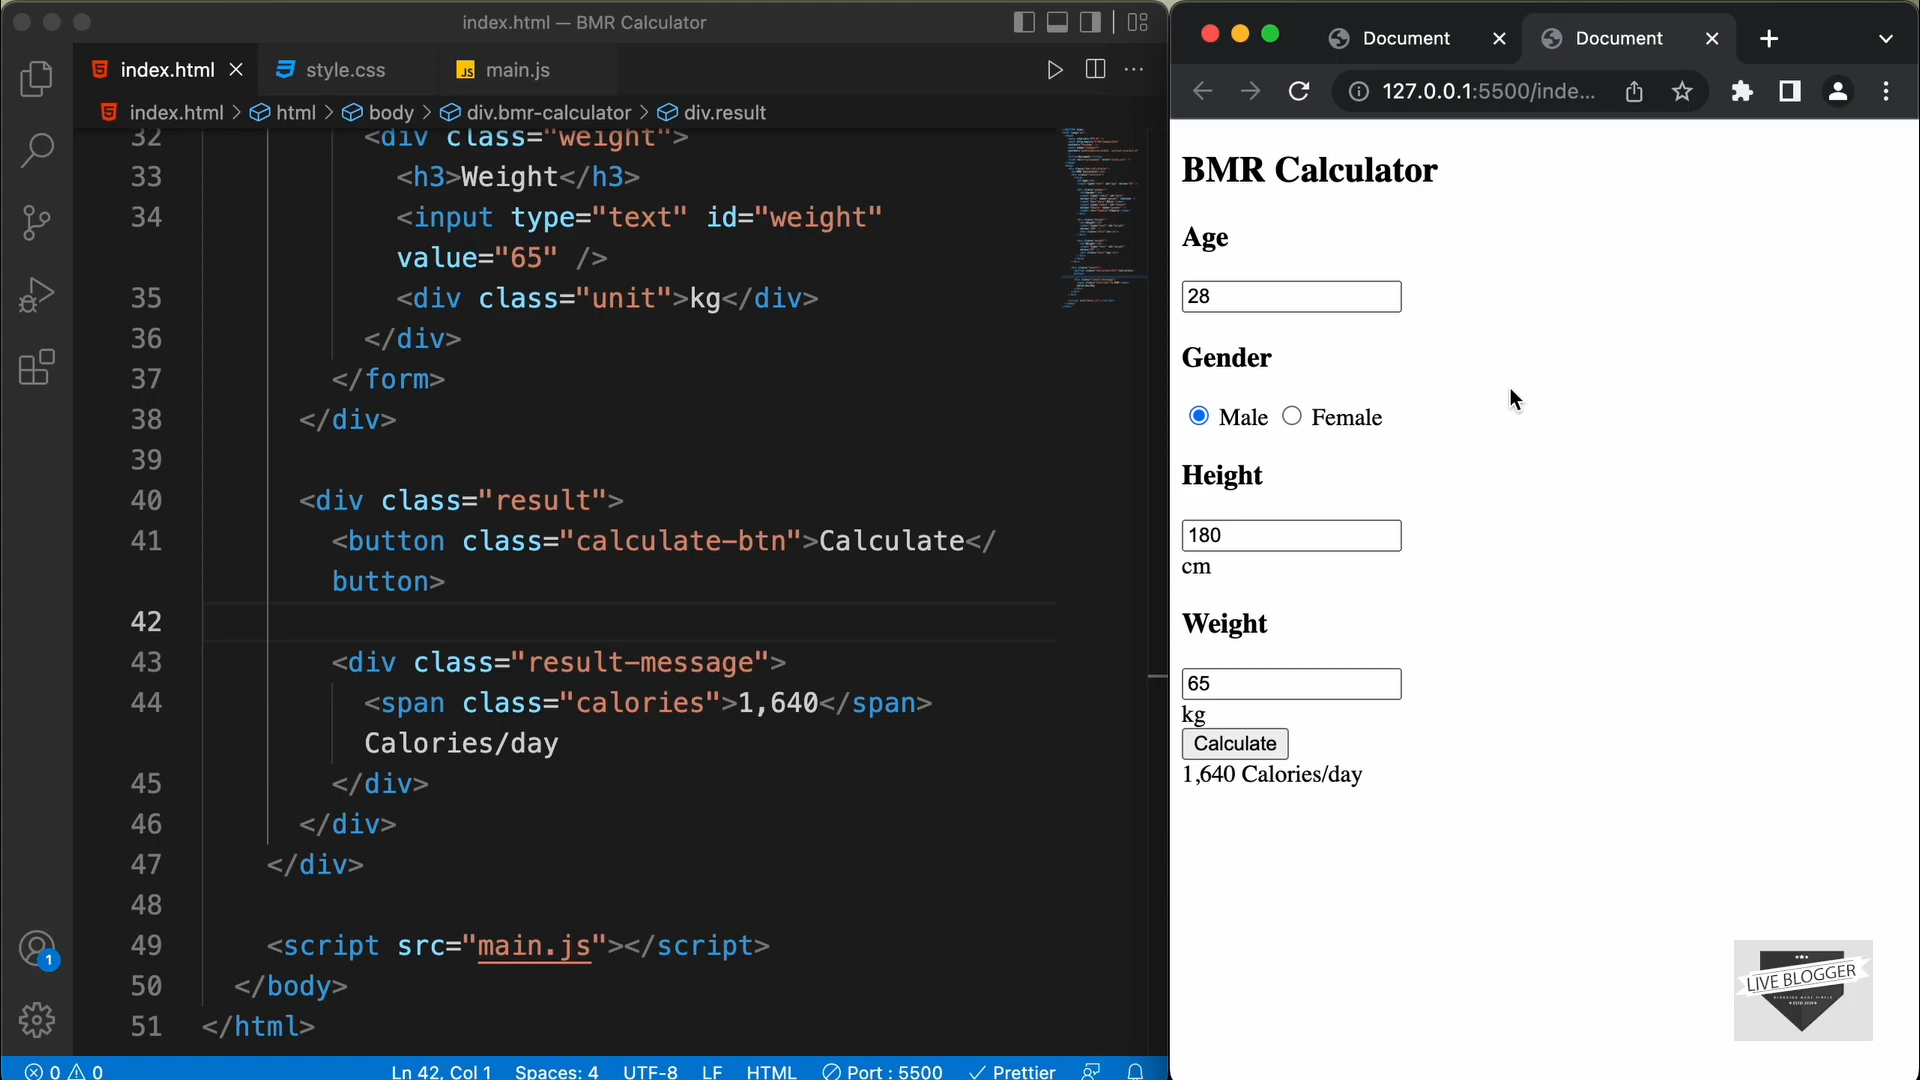 index.html — BMR Calculator
index.html
style.css
JS main.js
index.html > html > body > div.bmr-calculator > div.result
32 <div class="weight">
33 <h3>Weight</h3>
34 <input type="text" id="weight"
value="65" />
35 <div class="unit">kg</div>
36 </div>
37 </form>
38 </div>
39
40 <div class="result">
41 <button class="calculate-btn">Calculate</
button>
42
43 <div class="result-message">
44 <span class="calories">1,640</span>
Calories/day
45 </div>
46 </div>
47 </div>
48
49 <script src="main.js"></script>
50 </body>
51 </html>
1
0 0
Ln 42, Col 1
Spaces: 4
UTF-8
LF
HTML
Port : 5500
Prettier
Document
Document
127.0.0.1:5500/inde...
BMR Calculator
Age
28
Gender
Male Female
Height
180
cm
Weight
65
kg
Calculate
1,640 Calories/day
LIVE BLOGGER